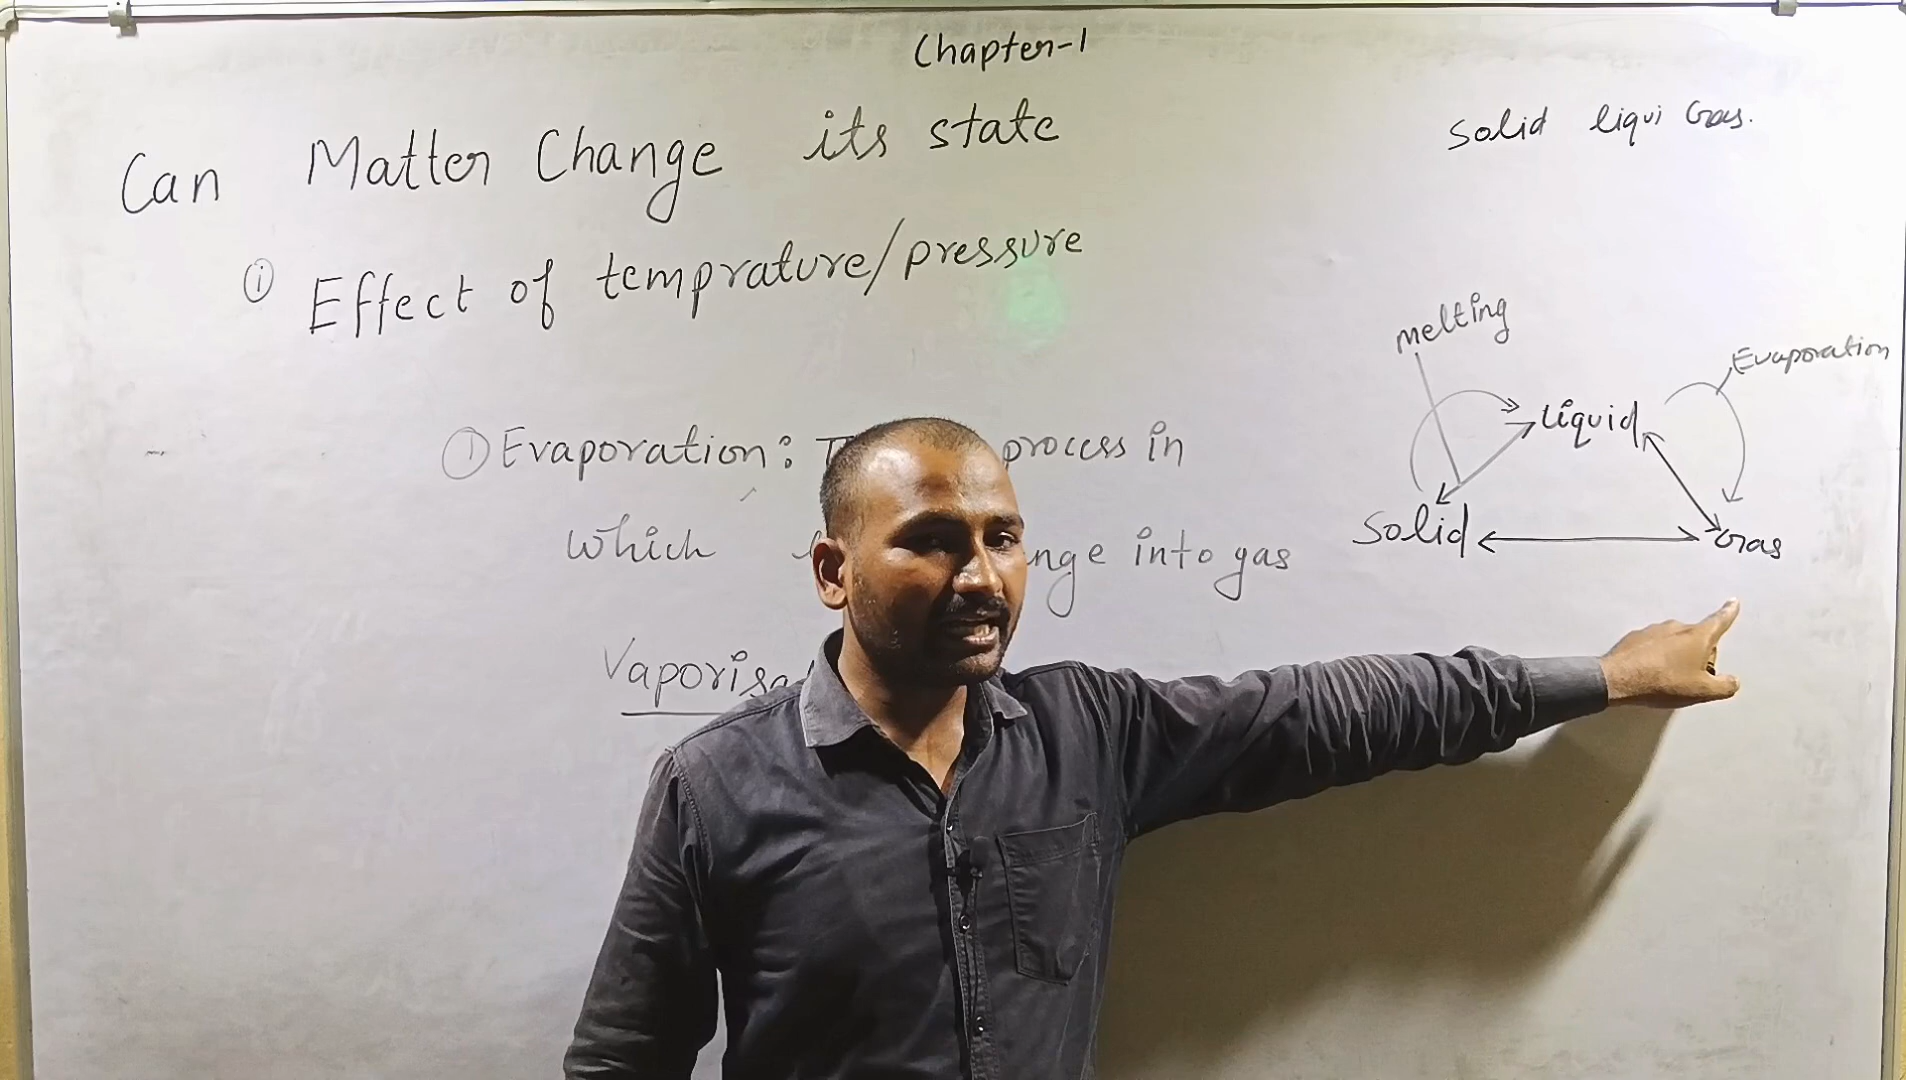 Chapter-1
Can Matter Change its state
Solid liqui Gas.
① Effect of temprature/pressure
melting
Evaporation
liquid
Solid
Gas
① Evaporation: process in
which into gas